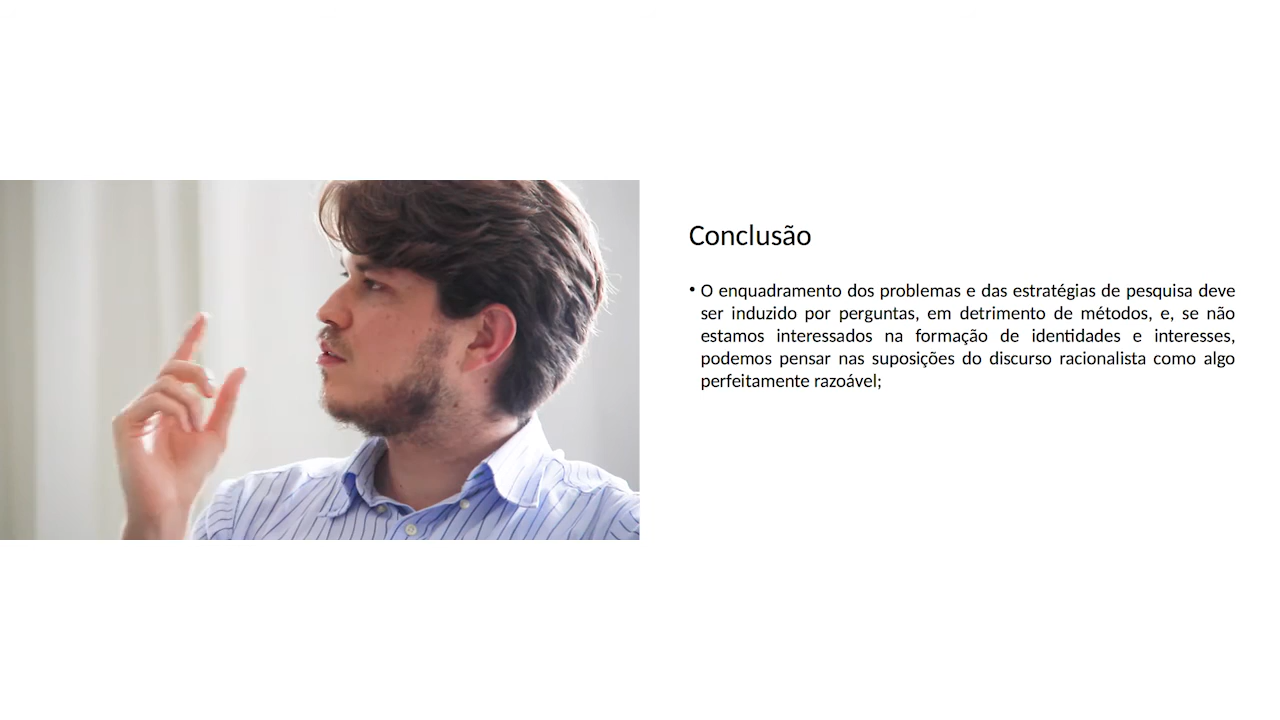 Conclusão
• O enquadramento dos problemas e das estratégias de pesquisa deve
ser induzido por perguntas, em detrimento de métodos, e, se não
estamos interessados na formação de identidades e interesses,
podemos pensar nas suposições do discurso racionalista como algo
perfeitamente razoável;